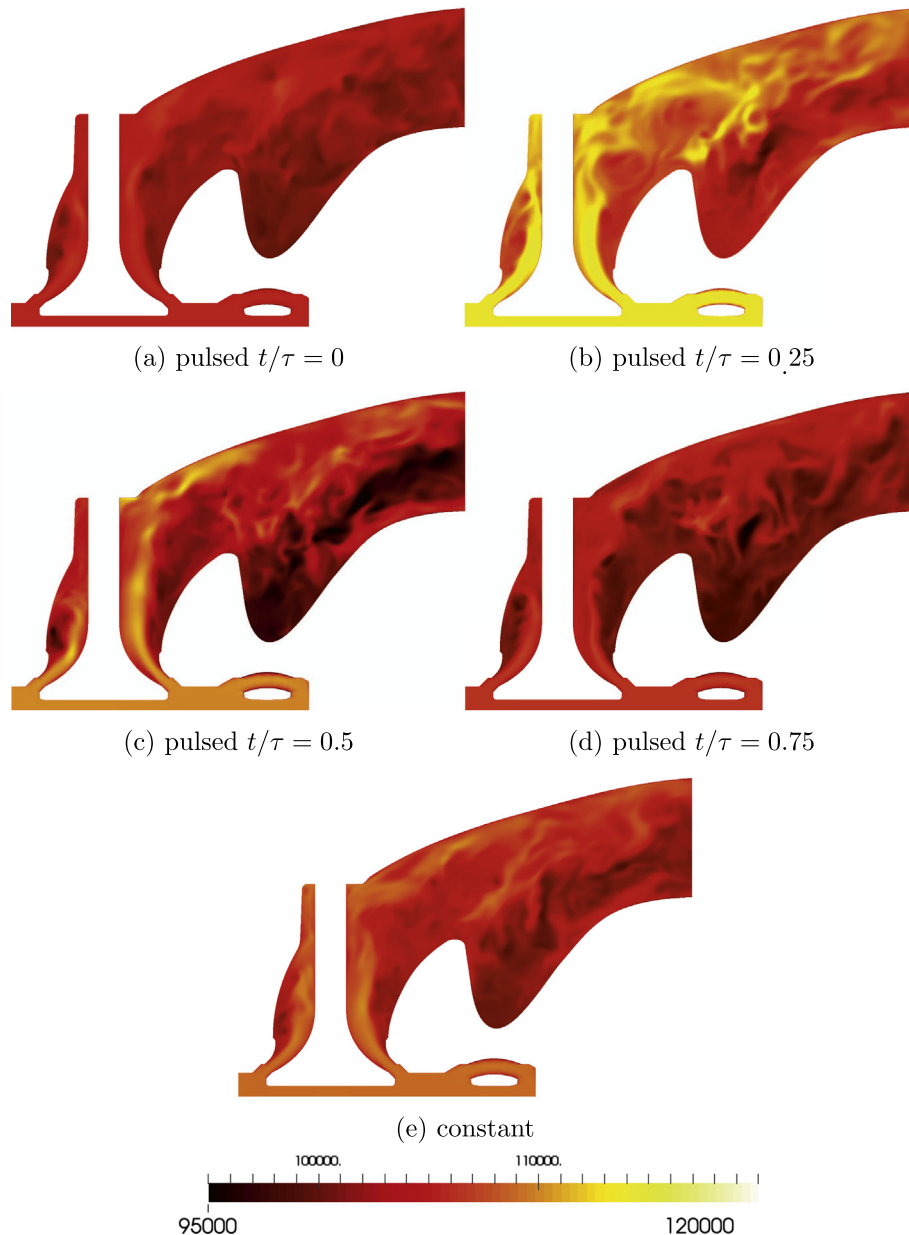 (a) pulsed t/τ = 0
(b) pulsed t/τ = 0.25
(c) pulsed t/τ = 0.5
(d) pulsed t/τ = 0.75
(e) constant
100000. 110000.
95000 120000